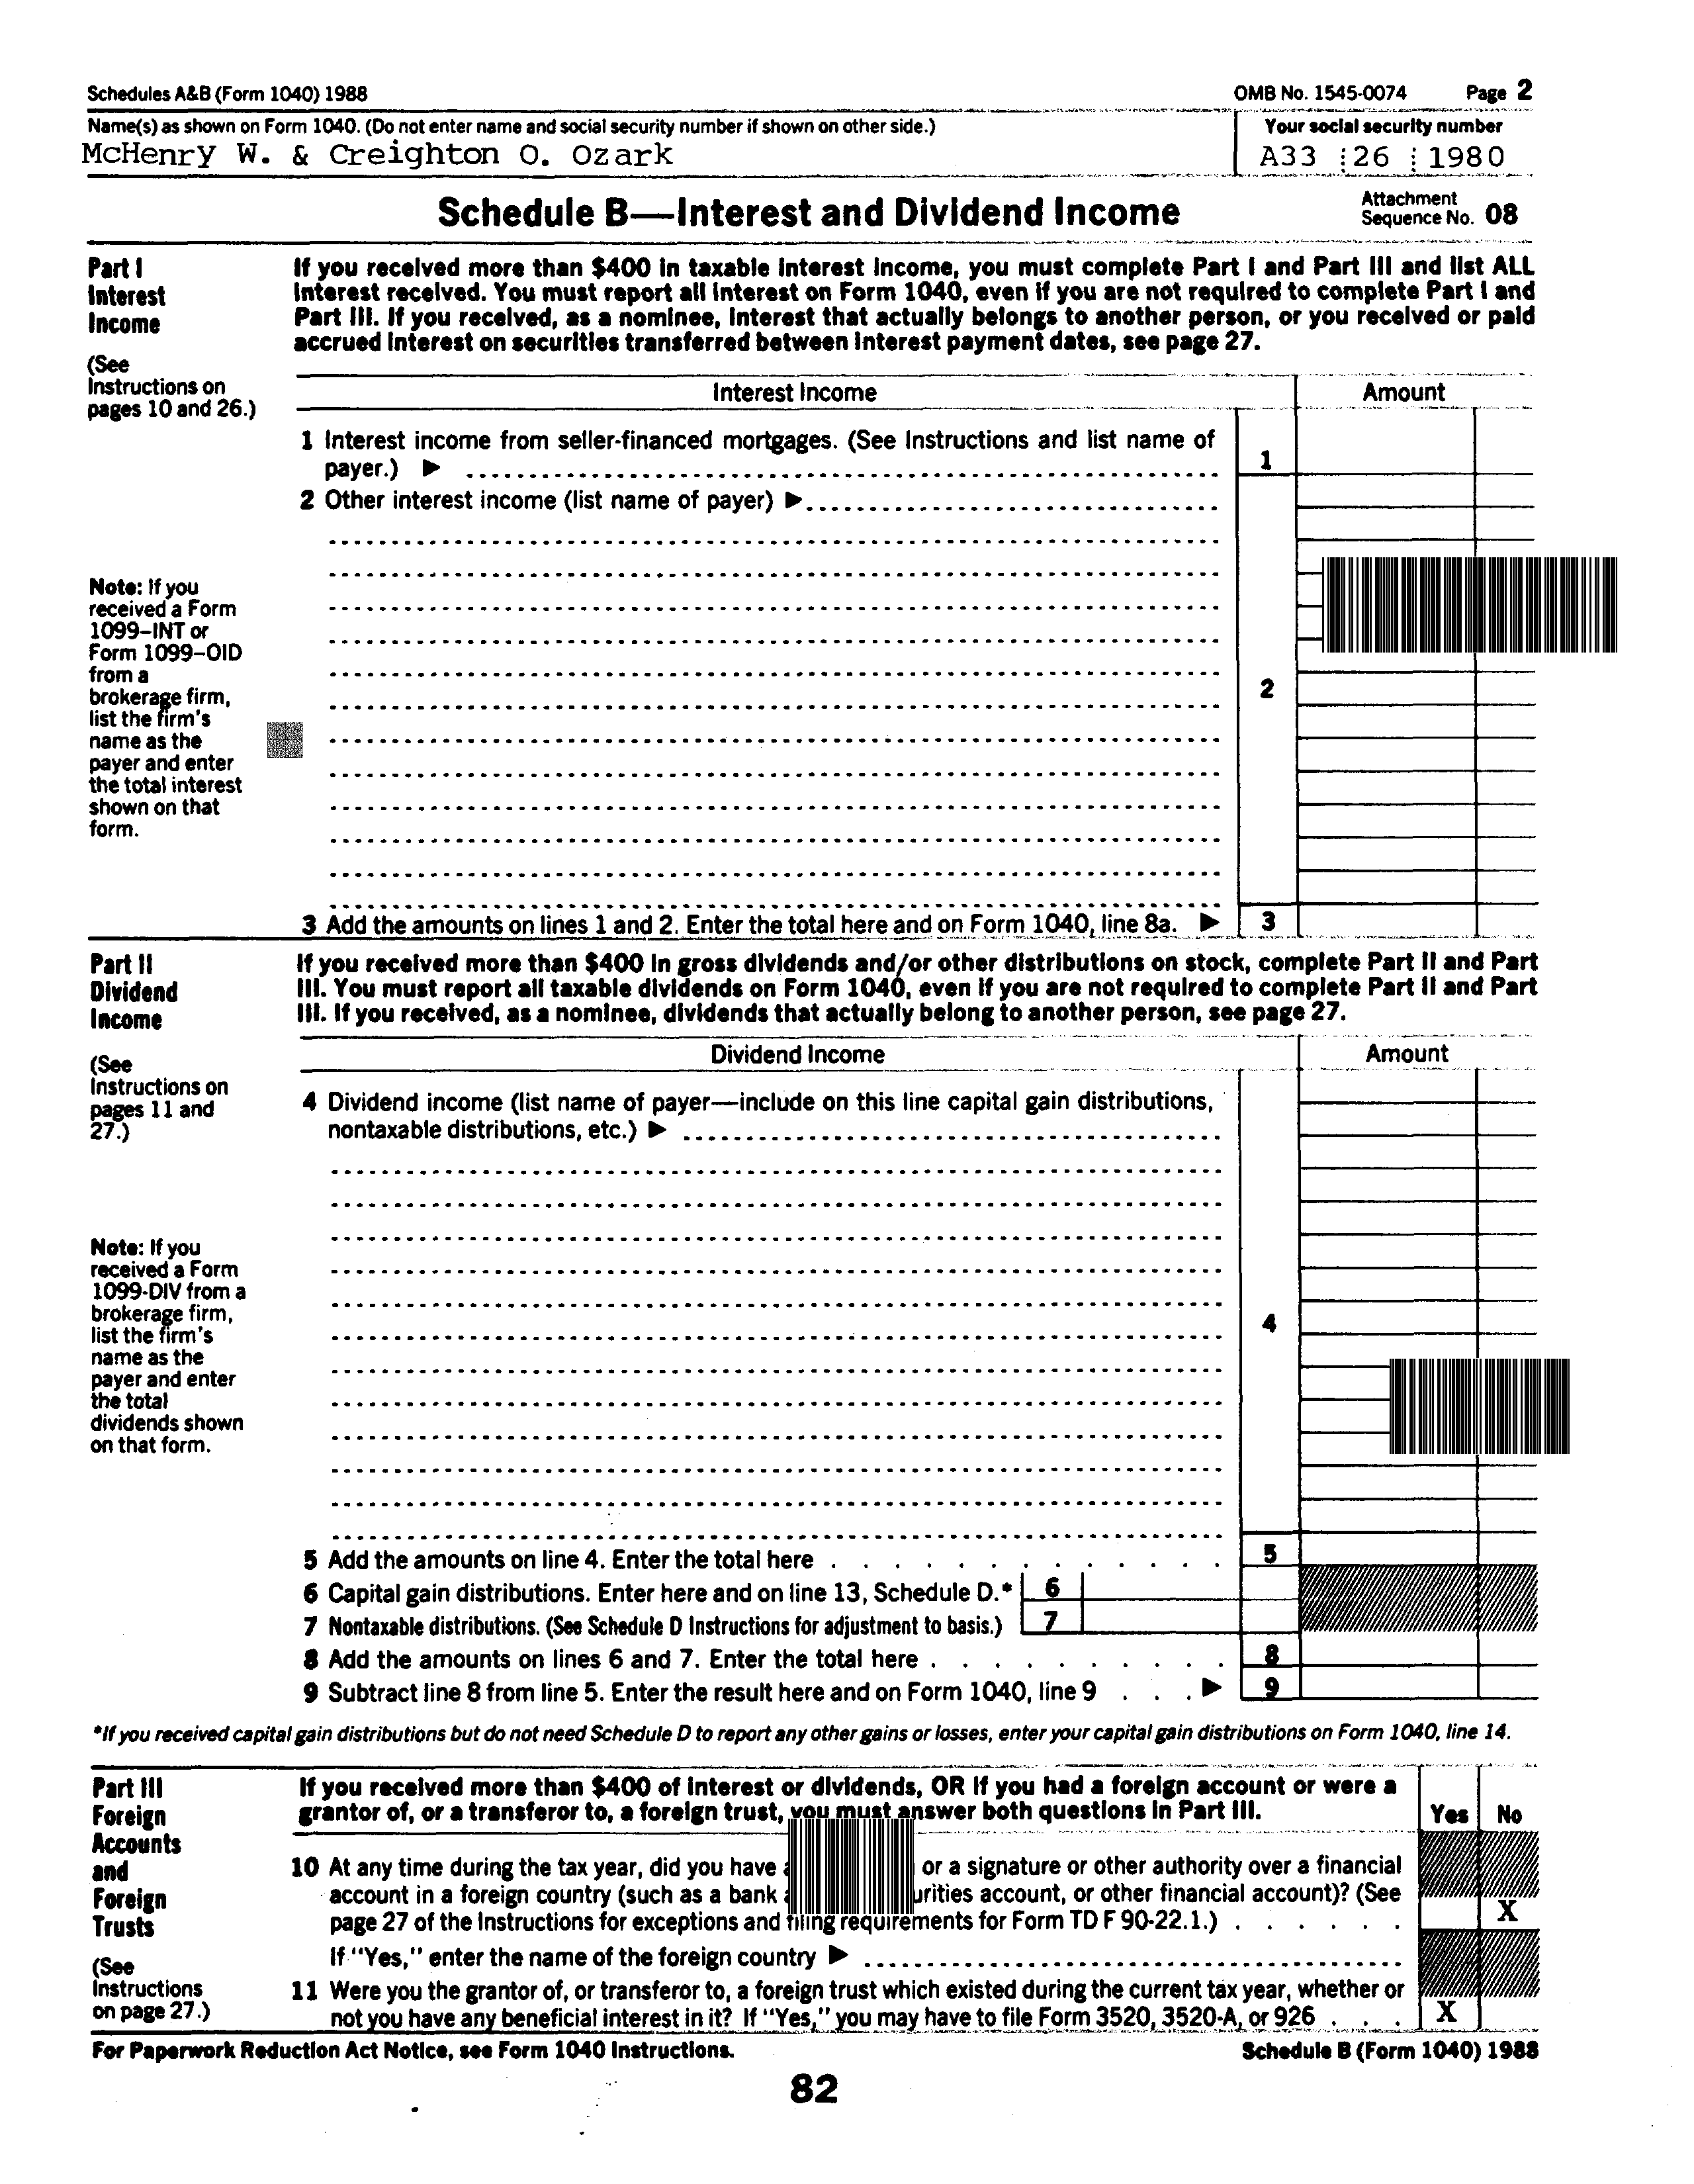 Schedules A&B (Form 1040) 1988 OMB No. 1545-0074 Page 2
Name(s) as shown on Form 1040. (Do not enter name and social security number if shown on other side.) Your social security number
McHenry W. & Creighton O. Ozark A33 26 1980
Schedule B—Interest and Dividend Income Attachment Sequence No. 08
Part I
Interest
Income
(See
Instructions on
pages 10 and 26.)
If you received more than $400 in taxable interest income, you must complete Part I and Part III and list ALL
interest received. You must report all interest on Form 1040, even if you are not required to complete Part I and
Part III. If you received, as a nominee, interest that actually belongs to another person, or you received or paid
accrued interest on securities transferred between interest payment dates, see page 27.
Interest Income Amount
1 Interest income from seller-financed mortgages. (See Instructions and list name of
payer.) ▶ 1
2 Other interest income (list name of payer) ▶
Note: If you
received a Form
1099–INT or
Form 1099–OID
from a
brokerage firm,
list the firm's
name as the
payer and enter
the total interest
shown on that
form.
2
3 Add the amounts on lines 1 and 2. Enter the total here and on Form 1040, line 8a. ▶ 3
Part II
Dividend
Income
(See
Instructions on
pages 11 and
27.)
If you received more than $400 in gross dividends and/or other distributions on stock, complete Part II and Part
III. You must report all taxable dividends on Form 1040, even if you are not required to complete Part II and Part
III. If you received, as a nominee, dividends that actually belong to another person, see page 27.
Dividend Income Amount
4 Dividend income (list name of payer—include on this line capital gain distributions,
nontaxable distributions, etc.) ▶
Note: If you
received a Form
1099-DIV from a
brokerage firm,
list the firm's
name as the
payer and enter
the total
dividends shown
on that form.
4
5 Add the amounts on line 4. Enter the total here 5
6 Capital gain distributions. Enter here and on line 13, Schedule D.* 6
7 Nontaxable distributions. (See Schedule D Instructions for adjustment to basis.) 7
8 Add the amounts on lines 6 and 7. Enter the total here 8
9 Subtract line 8 from line 5. Enter the result here and on Form 1040, line 9 ▶ 9
*If you received capital gain distributions but do not need Schedule D to report any other gains or losses, enter your capital gain distributions on Form 1040, line 14.
Part III
Foreign
Accounts
and
Foreign
Trusts
(See
Instructions
on page 27.)
If you received more than $400 of interest or dividends, OR if you had a foreign account or were a
grantor of, or a transferor to, a foreign trust, you must answer both questions in Part III. Yes No
10 At any time during the tax year, did you have or a signature or other authority over a financial
account in a foreign country (such as a bank account, or other financial account)? (See
page 27 of the Instructions for exceptions and filing requirements for Form TD F 90-22.1.) X
If "Yes," enter the name of the foreign country ▶
11 Were you the grantor of, or transferor to, a foreign trust which existed during the current tax year, whether or
not you have any beneficial interest in it? If "Yes," you may have to file Form 3520, 3520-A, or 926 X
For Paperwork Reduction Act Notice, see Form 1040 Instructions. Schedule B (Form 1040) 1988
82